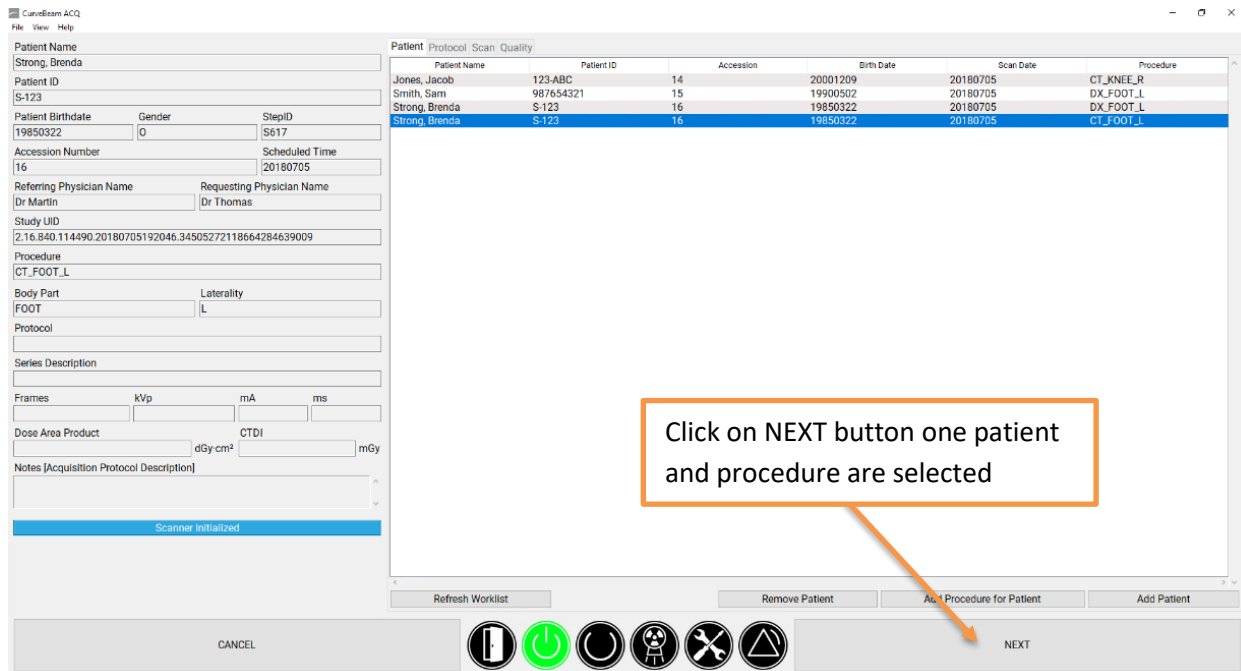 CurveBeam ACQ
File View Help
Patient Name
Strong, Brenda
Patient ID
S-123
Patient Birthdate Gender StepID
19850322 O S617
Accession Number Scheduled Time
16 20180705
Referring Physician Name Requesting Physician Name
Dr Martin Dr Thomas
Study UID
2.16.840.114490.20180705192046.34505272118664284639009
Procedure
CT_FOOT_L
Body Part Laterality
FOOT L
Protocol
Series Description
Frames kVp mA ms
Dose Area Product CTDI
dGy·cm² mGy
Notes [Acquisition Protocol Description]
Scanner Initialized
Patient Protocol Scan Quality
Patient Name Patient ID Accession Birth Date Scan Date Procedure
Jones, Jacob 123-ABC 14 20001209 20180705 CT_KNEE_R
Smith, Sam 987654321 15 19900502 20180705 DX_FOOT_L
Strong, Brenda S-123 16 19850322 20180705 DX_FOOT_L
Strong, Brenda S-123 16 19850322 20180705 CT_FOOT_L
Click on NEXT button one patient
and procedure are selected
Refresh Worklist Remove Patient Add Procedure for Patient Add Patient
CANCEL NEXT